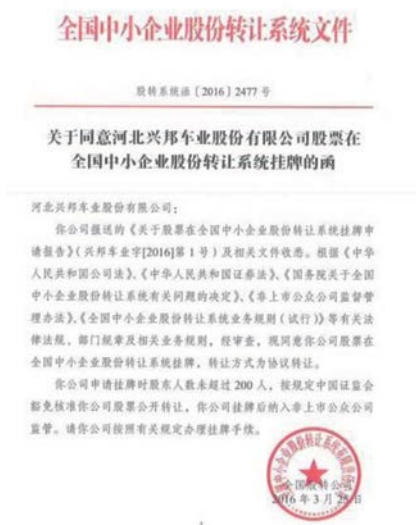 全国中小企业股份转让系统文件
股转系统函〔2016〕2477号
关于同意河北兴邦车业股份有限公司股票在
全国中小企业股份转让系统挂牌的函
河北兴邦车业股份有限公司：
你公司报送的《关于股票在全国中小企业股份转让系统挂牌申
请报告》（兴邦车业字[2016]第1号）及相关文件收悉。根据《中华
人民共和国公司法》、《中华人民共和国证券法》、《国务院关于全国
中小企业股份转让系统有关问题的决定》、《非上市公众公司监督管
理办法》、《全国中小企业股份转让系统业务规则（试行）》等有关法
律法规、部门规章及相关业务规则，经审查，现同意你公司股票在
全国中小企业股份转让系统挂牌，转让方式为协议转让。
你公司申请挂牌时股东人数未超过200人，按规定中国证监会
豁免核准你公司股票公开转让，你公司挂牌后纳入非上市公众公司
监管。请你公司按照有关规定办理挂牌手续。
全国股转公司
2016年3月25日